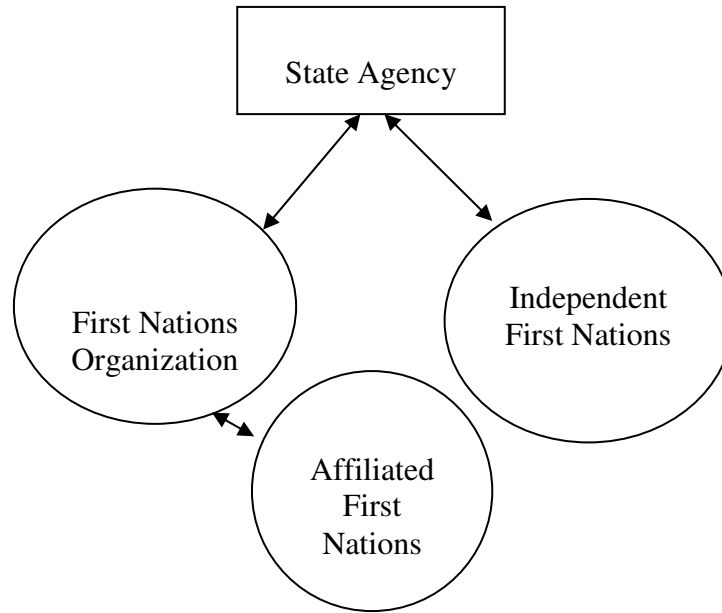 State Agency
First Nations
Organization
Independent
First Nations
Affiliated
First
Nations